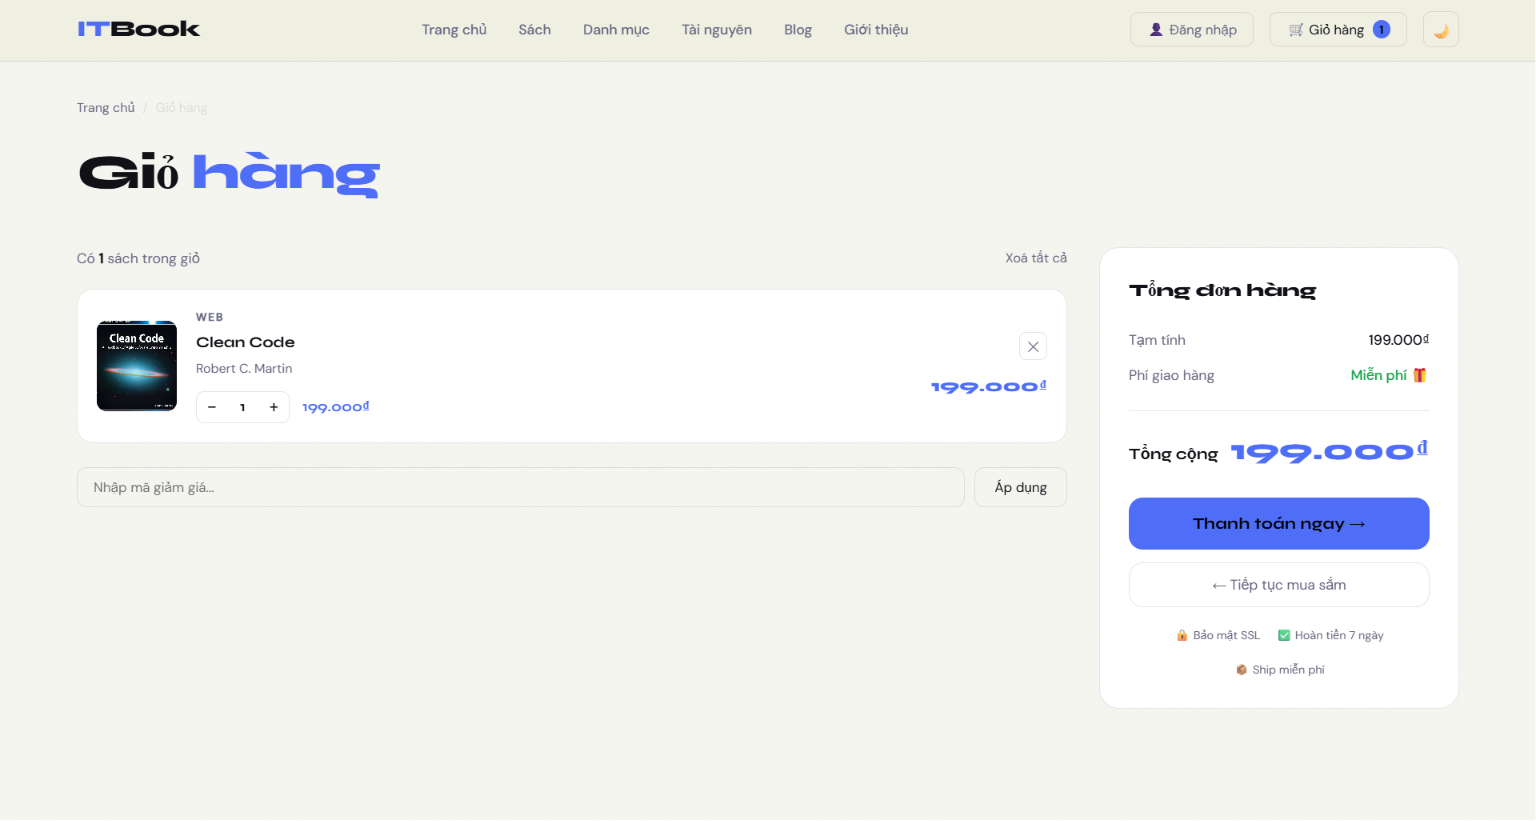 ITBook
Trang chủ Sách Danh mục Tài nguyên Blog Giới thiệu
Đăng nhập
Giỏ hàng 1
Trang chủ / Giỏ hàng
Giỏ hàng
Có 1 sách trong giỏ
Xoá tất cả
Clean Code
WEB
Clean Code
Robert C. Martin
− 1 + 199.000₫
199.000₫
Nhập mã giảm giá...
Áp dụng
Tổng đơn hàng
Tạm tính 199.000₫
Phí giao hàng Miễn phí 🎁
Tổng cộng 199.000₫
Thanh toán ngay →
← Tiếp tục mua sắm
🔒 Bảo mật SSL ✅ Hoàn tiền 7 ngày
📦 Ship miễn phí